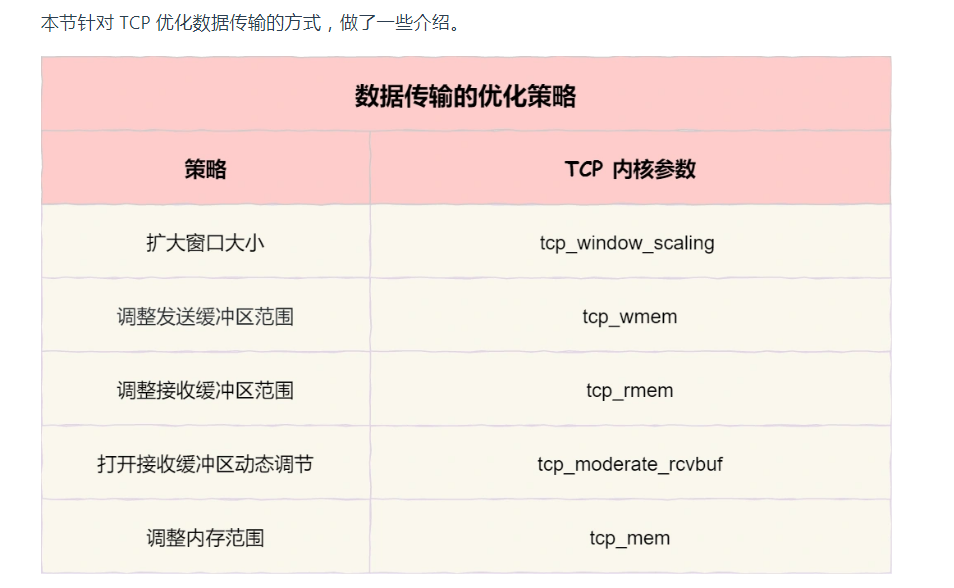 本节针对 TCP 优化数据传输的方式，做了一些介绍。
数据传输的优化策略
策略 TCP 内核参数
扩大窗口大小 tcp_window_scaling
调整发送缓冲区范围 tcp_wmem
调整接收缓冲区范围 tcp_rmem
打开接收缓冲区动态调节 tcp_moderate_rcvbuf
调整内存范围 tcp_mem